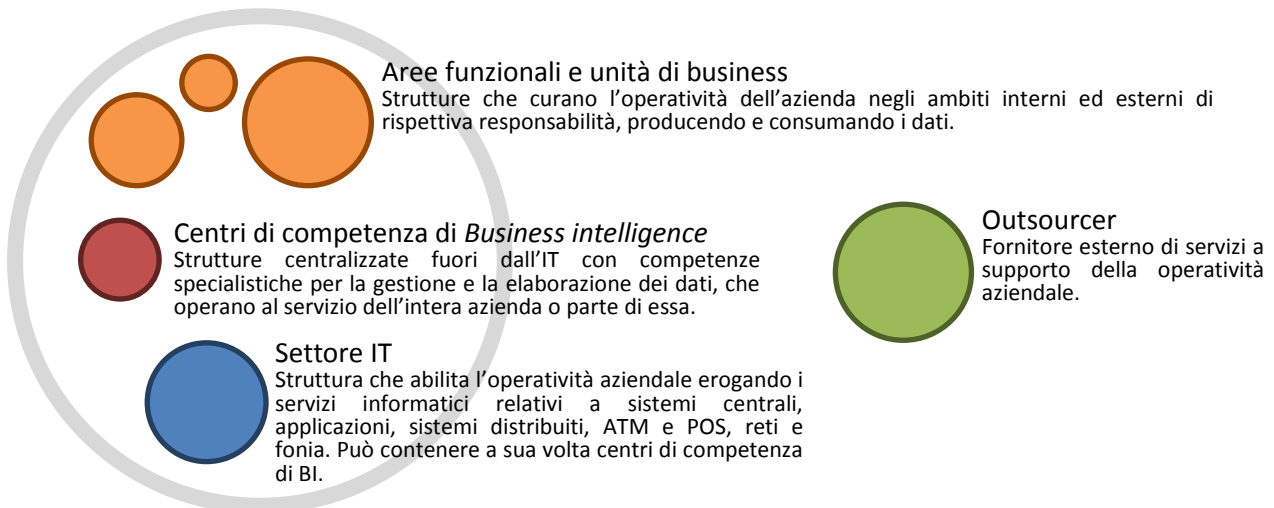 Aree funzionali e unità di business
Strutture che curano l’operatività dell’azienda negli ambiti interni ed esterni di
rispettiva responsabilità, producendo e consumando i dati.
Centri di competenza di Business intelligence
Strutture centralizzate fuori dall’IT con competenze
specialistiche per la gestione e la elaborazione dei dati, che
operano al servizio dell’intera azienda o parte di essa.
Outsourcer
Fornitore esterno di servizi a
supporto della operatività
aziendale.
Settore IT
Struttura che abilita l’operatività aziendale erogando i
servizi informatici relativi a sistemi centrali,
applicazioni, sistemi distribuiti, ATM e POS, reti e
fonia. Può contenere a sua volta centri di competenza
di BI.